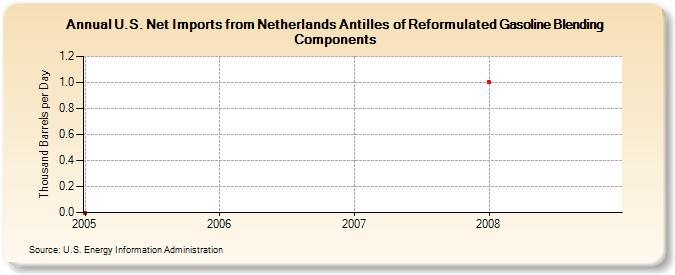 Annual U.S. Net Imports from Netherlands Antilles of Reformulated Gasoline Blending
Components
Thousand Barrels per Day
1.2
1.0
0.8
0.6
0.4
0.2
0.0
2005 2006 2007 2008
Source: U.S. Energy Information Administration